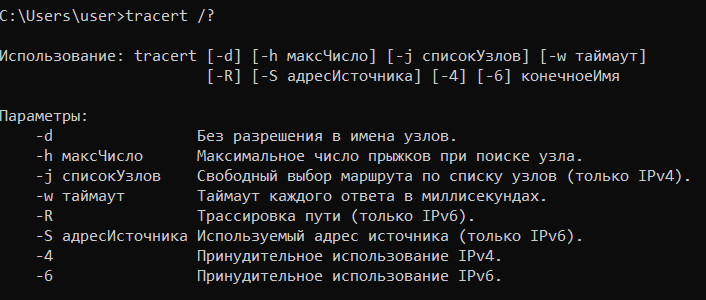 C:\Users\user>tracert /?
Использование: tracert [-d] [-h максЧисло] [-j списокУзлов] [-w таймаут]
[-R] [-S адресИсточника] [-4] [-6] конечноеИмя
Параметры:
-d Без разрешения в имена узлов.
-h максЧисло Максимальное число прыжков при поиске узла.
-j списокУзлов Свободный выбор маршрута по списку узлов (только IPv4).
-w таймаут Таймаут каждого ответа в миллисекундах.
-R Трассировка пути (только IPv6).
-S адресИсточника Используемый адрес источника (только IPv6).
-4 Принудительное использование IPv4.
-6 Принудительное использование IPv6.